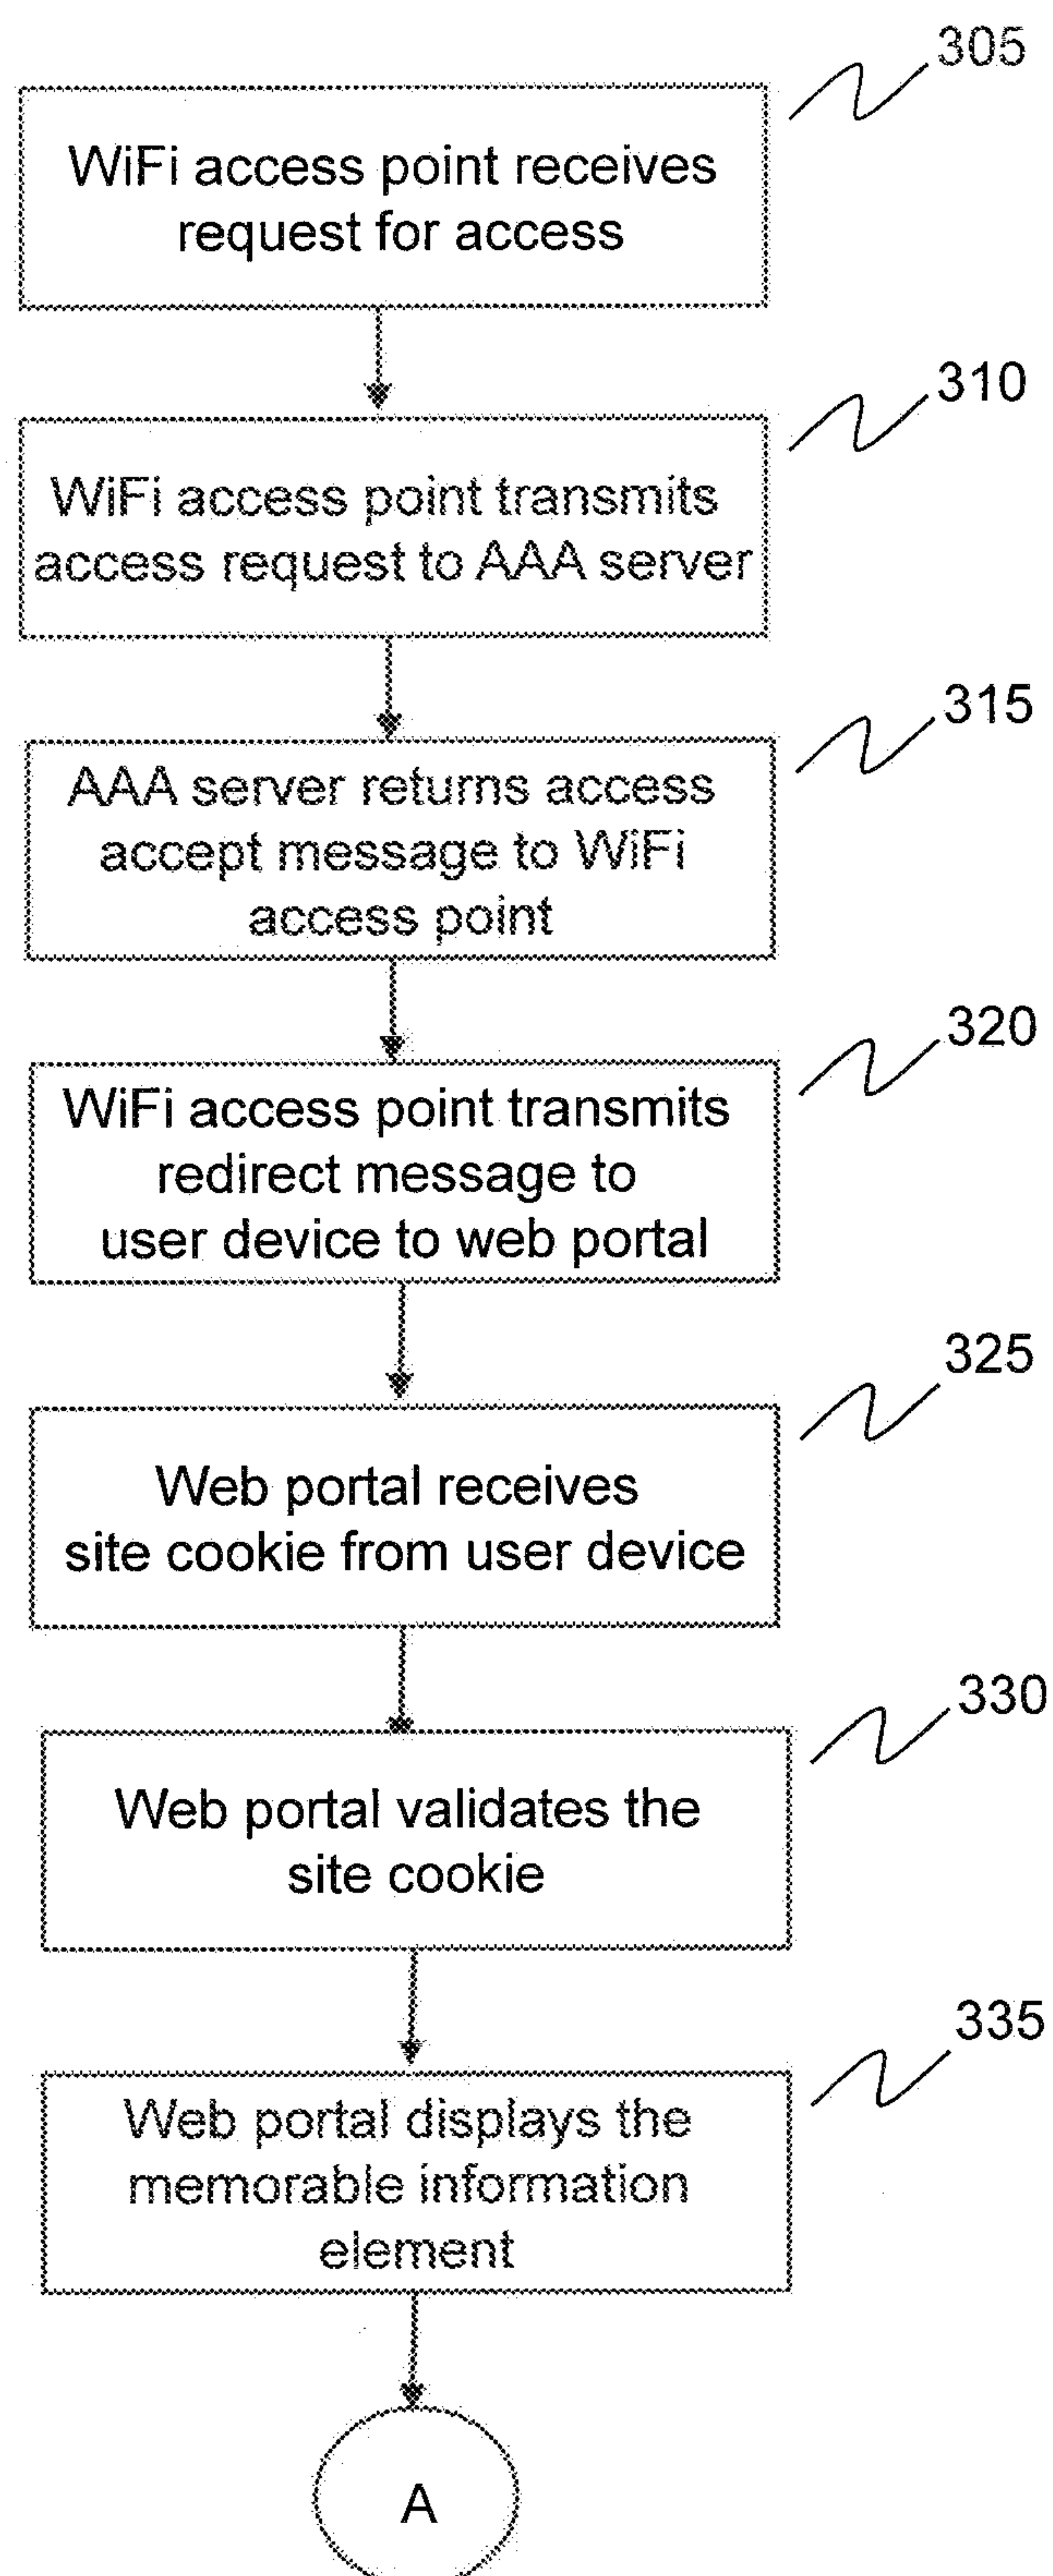 305
WiFi access point receives
request for access
310
WiFi access point transmits
access request to AAA server
315
AAA server returns access
accept message to WiFi
access point
320
WiFi access point transmits
redirect message to
user device to web portal
325
Web portal receives
site cookie from user device
330
Web portal validates the
site cookie
335
Web portal displays the
memorable information
element
A